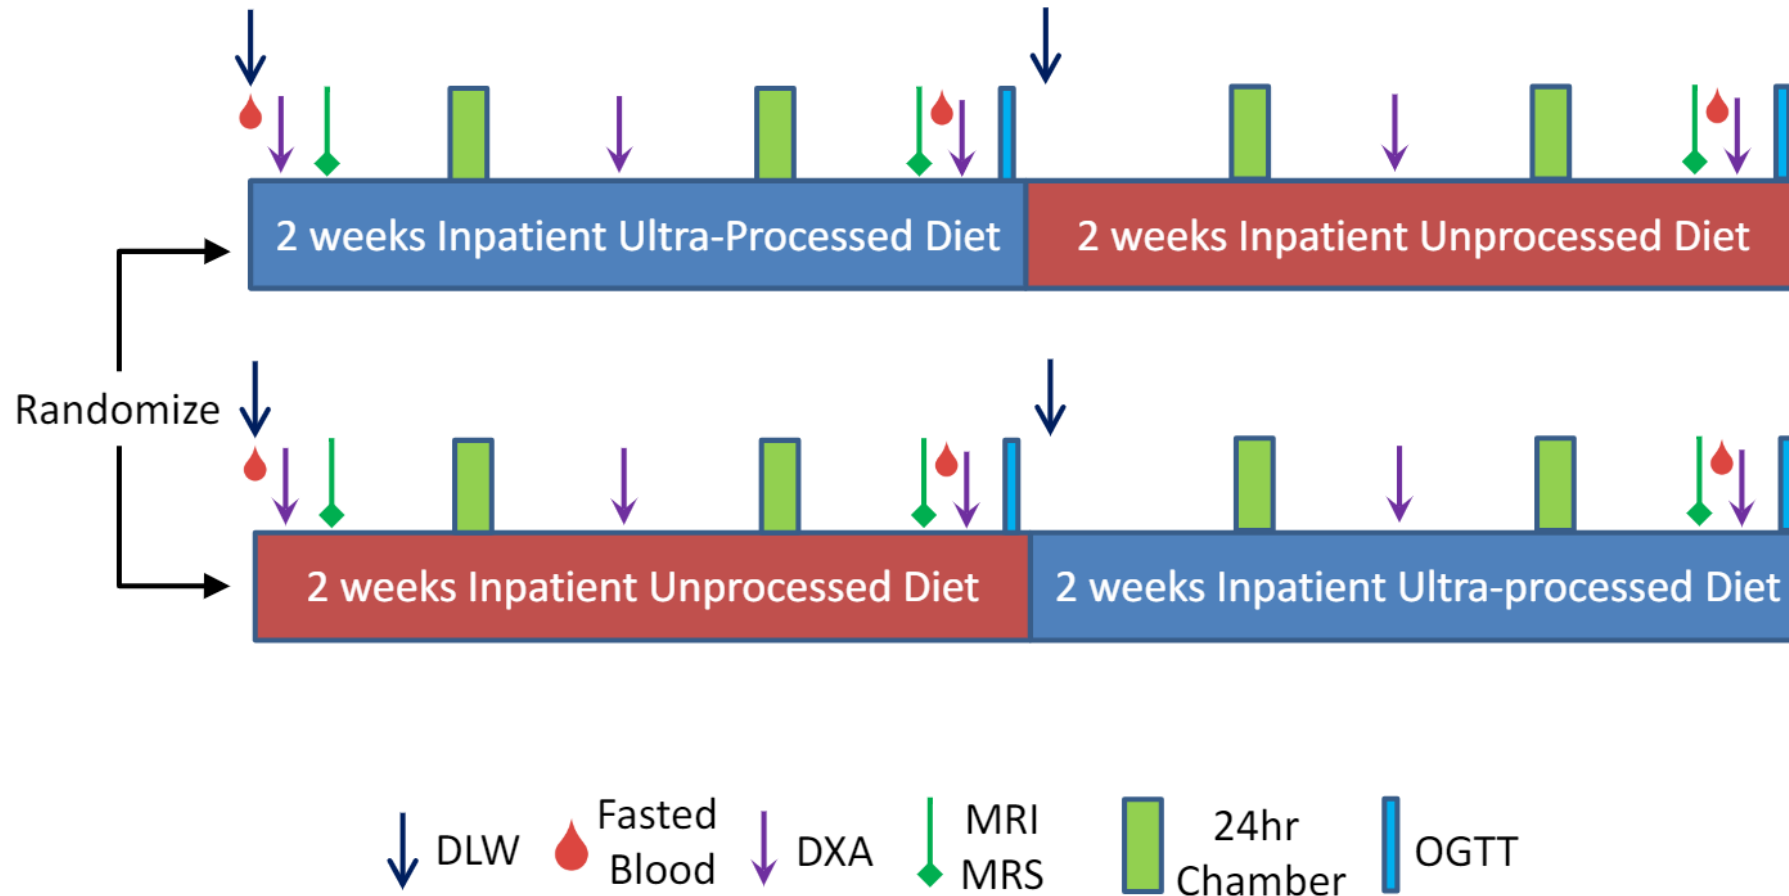 2 weeks Inpatient Ultra-Processed Diet
2 weeks Inpatient Unprocessed Diet
Randomize
2 weeks Inpatient Unprocessed Diet
2 weeks Inpatient Ultra-processed Diet
DLW
Fasted
Blood
DXA
MRI
MRS
24hr
Chamber
OGTT